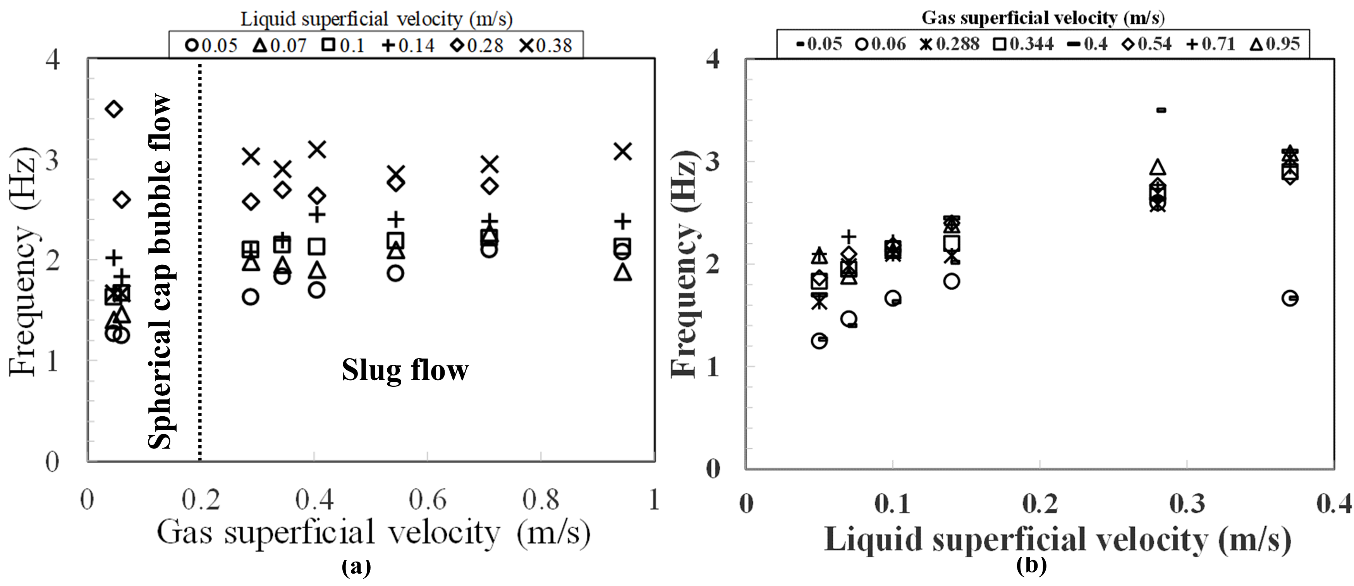 Liquid superficial velocity (m/s)
0.05 0.07 0.1 0.14 0.28 0.38
4
3
2
1
0
Frequency (Hz)
Spherical cap bubble flow
Slug flow
0 0.2 0.4 0.6 0.8 1
Gas superficial velocity (m/s)
(a)
Gas superficial velocity (m/s)
0.05 0.06 0.288 0.344 0.4 0.54 0.71 0.95
4
3
2
1
0
Frequency (Hz)
0 0.1 0.2 0.3 0.4
Liquid superficial velocity (m/s)
(b)